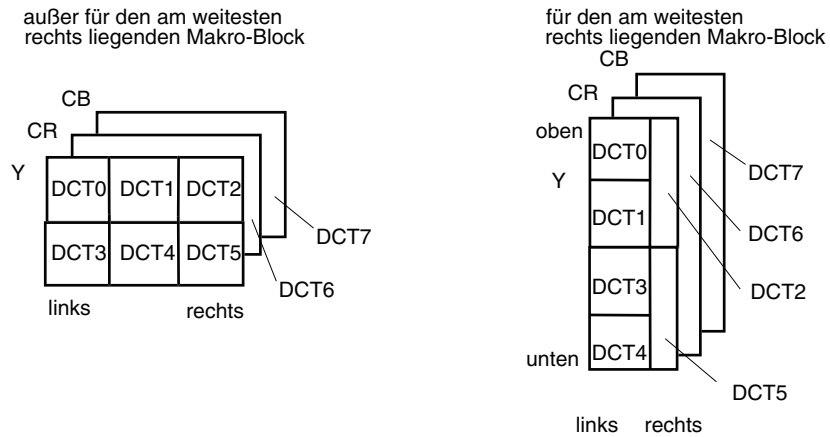 außer für den am weitesten
rechts liegenden Makro-Block
CB
CR
Y
DCT0 DCT1 DCT2
DCT3 DCT4 DCT5
DCT7
DCT6
links rechts
für den am weitesten
rechts liegenden Makro-Block
CB
CR
oben
Y
DCT0
DCT1
DCT3
DCT4
unten
DCT7
DCT6
DCT2
DCT5
links rechts